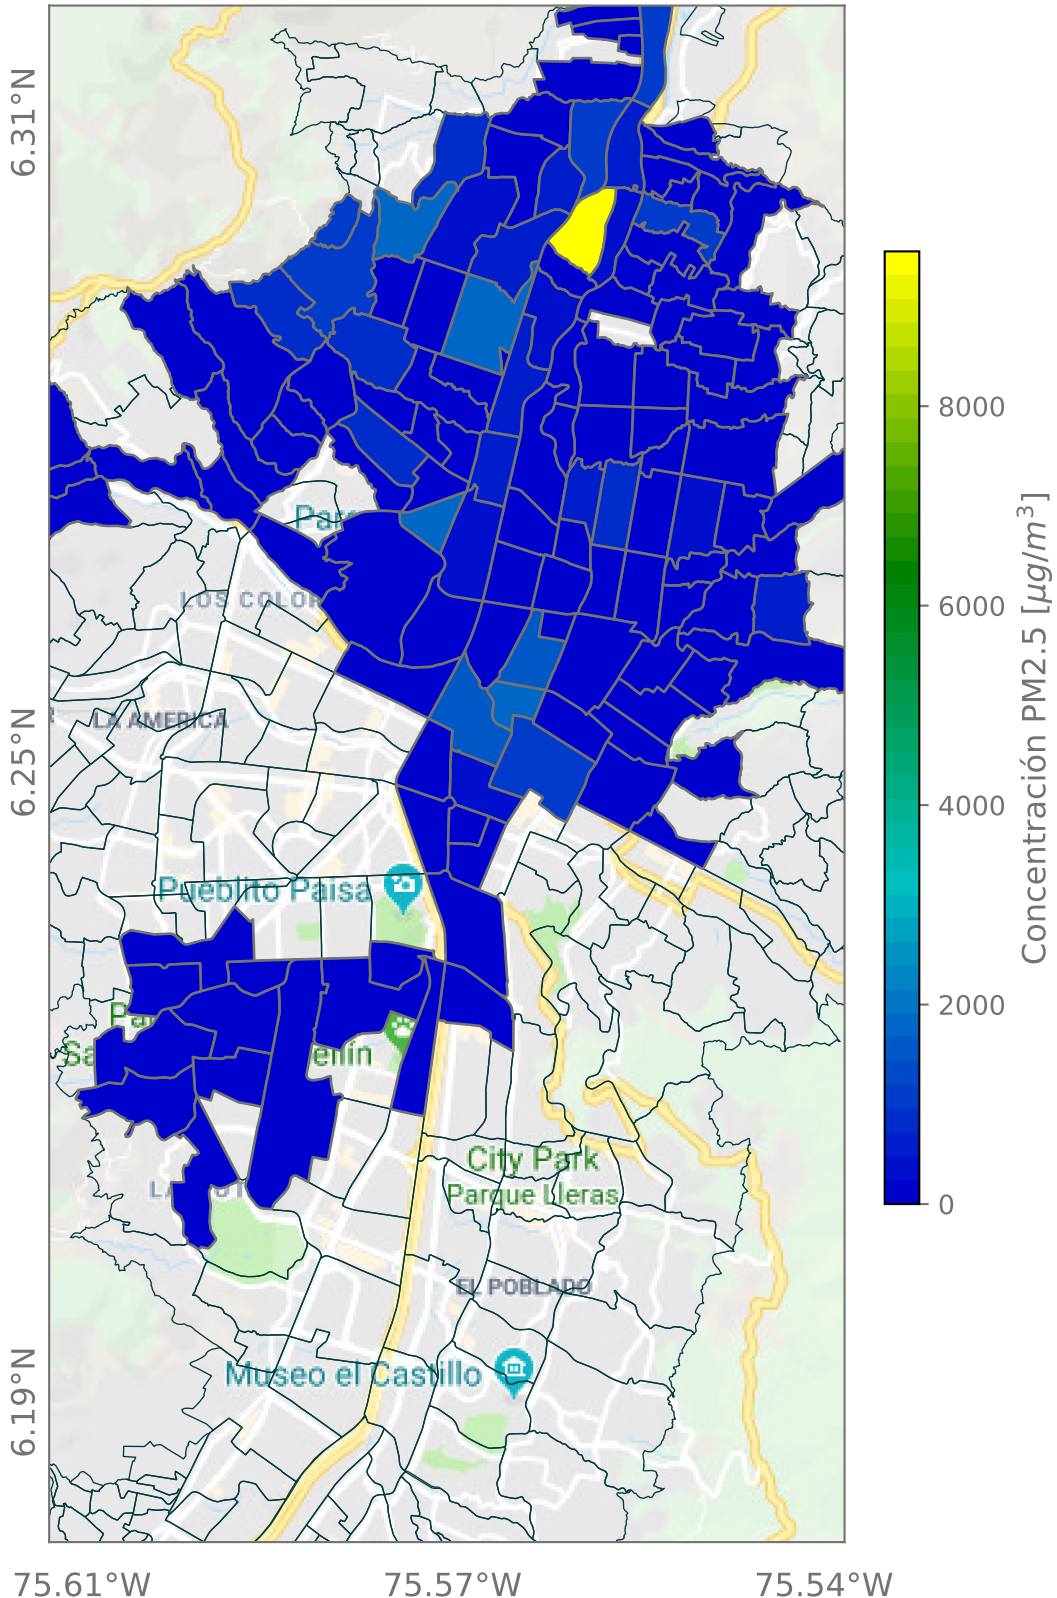 6.31°N
6.25°N
6.19°N
75.61°W
75.57°W
75.54°W
LOS COLOR
LA AMERICA
Pueblito Paisa
enlin
City Park
Parque Lleras
EL POBLADO
Museo el Castillo
8000
6000
4000
2000
0
Concentración PM2.5 [μg/m³]